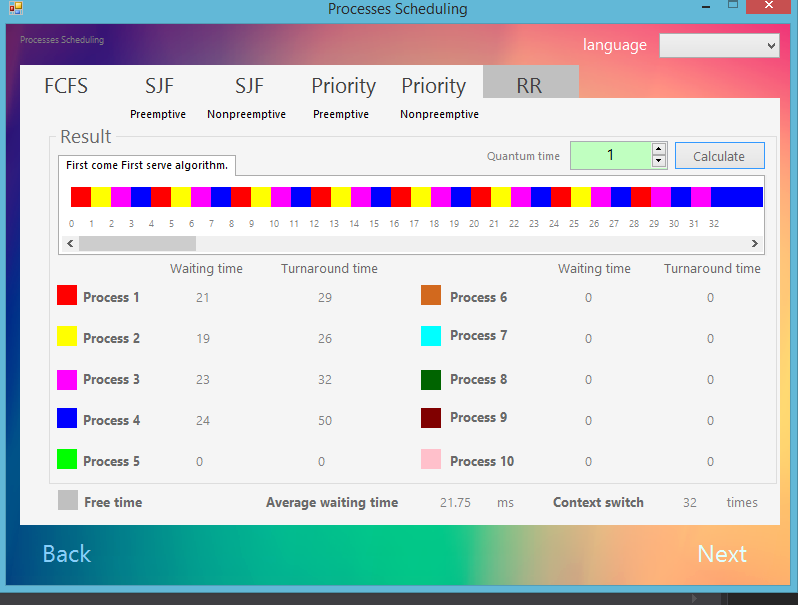 Processes Scheduling
Processes Scheduling
language
FCFS SJF SJF Priority Priority RR
Preemptive Nonpreemptive Preemptive Nonpreemptive
Result
Quantum time 1 Calculate
First come First serve algorithm.
0 1 2 3 4 5 6 7 8 9 10 11 12 13 14 15 16 17 18 19 20 21 22 23 24 25 26 27 28 29 30 31 32
Waiting time Turnaround time Waiting time Turnaround time
Process 1 21 29 Process 6 0 0
Process 2 19 26 Process 7 0 0
Process 3 23 32 Process 8 0 0
Process 4 24 50 Process 9 0 0
Process 5 0 0 Process 10 0 0
Free time Average waiting time 21.75 ms Context switch 32 times
Back Next